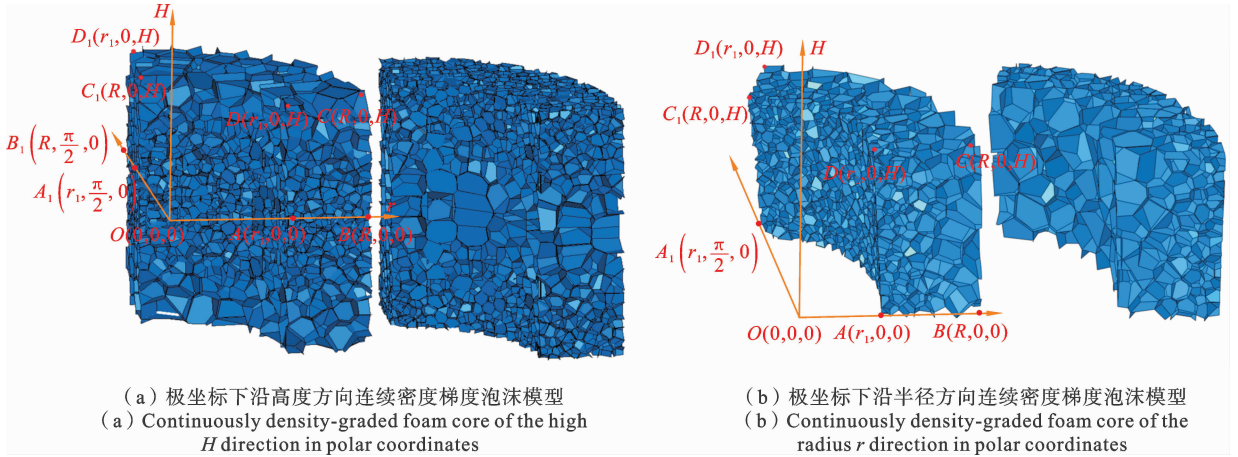 H
D₁(r₁,0,H)
C₁(R,0,H)
D(r₁,0,H)
C(R,0,H)
B₁(R,π/2,0)
A₁(r₁,π/2,0)
r
O(0,0,0)
A(r₁,0,0)
B(R,0,0)
(a)极坐标下沿高度方向连续密度梯度泡沫模型
(a) Continuously density-graded foam core of the high
H direction in polar coordinates
H
D₁(r₁,0,H)
C₁(R,0,H)
D(r₁,0,H)
C(R,0,H)
A₁(r₁,π/2,0)
O(0,0,0)
A(r₁,0,0)
B(R,0,0)
(b)极坐标下沿半径方向连续密度梯度泡沫模型
(b) Continuously density-graded foam core of the
radius r direction in polar coordinates